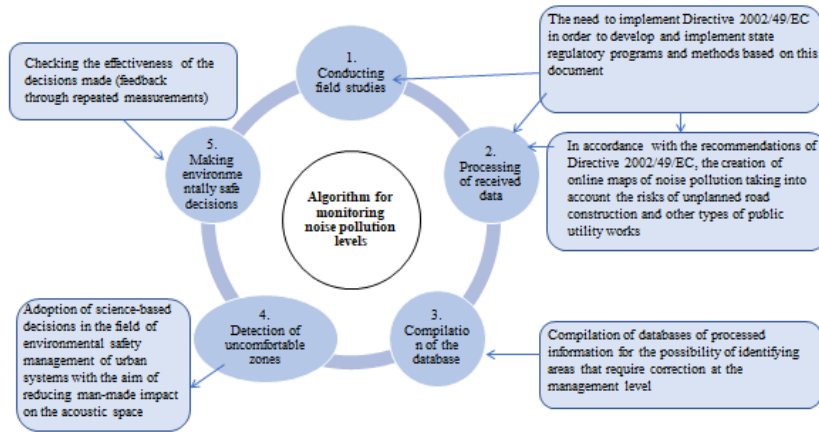 1.
Conducting
field studies
The need to implement Directive 2002/49/EC
in order to develop and implement state
regulatory programs and methods based on this
document
Checking the effectiveness of the
decisions made (feedback
through repeated measurements)
2.
Processing
of received
data
In accordance with the recommendations of
Directive 2002/49/EC, the creation of
online maps of noise pollution taking into
account the risks of unplanned road
construction and other types of public
utility works
5.
Making
environme
ntally safe
decisions
Algorithm for
monitoring
noise pollution
levels
3.
Compilatio
n of the
database
Compilation of databases of processed
information for the possibility of identifying
areas that require correction at the
management level
4.
Detection of
uncomfortable
zones
Adoption of science-based
decisions in the field of
environmental safety
management of urban
systems with the aim of
reducing man-made impact
on the acoustic space